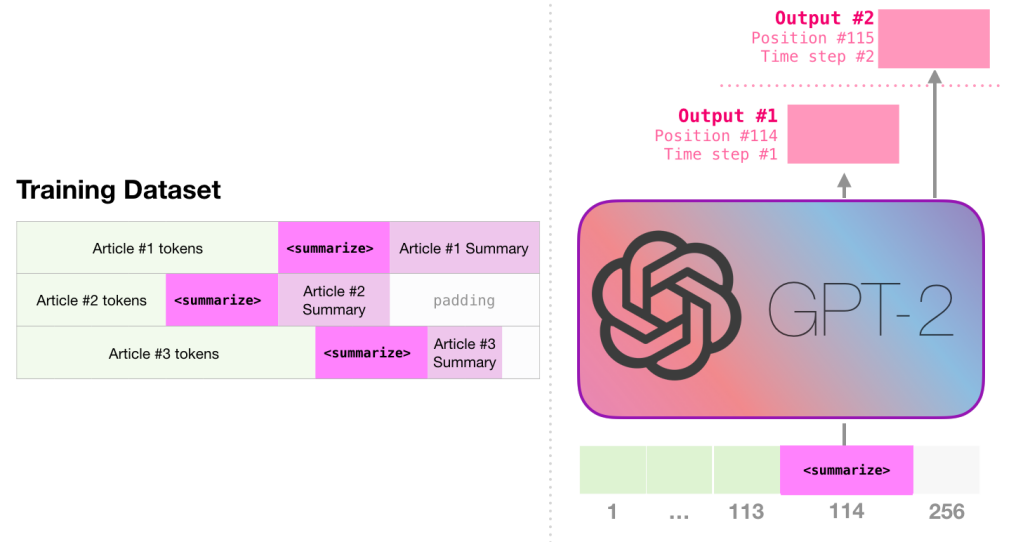 Training Dataset
Article #1 tokens <summarize> Article #1 Summary
Article #2 tokens <summarize> Article #2
Summary padding
Article #3 tokens <summarize> Article #3
Summary
Output #2
Position #115
Time step #2
Output #1
Position #114
Time step #1
GPT-2
<summarize>
1 ... 113 114 256